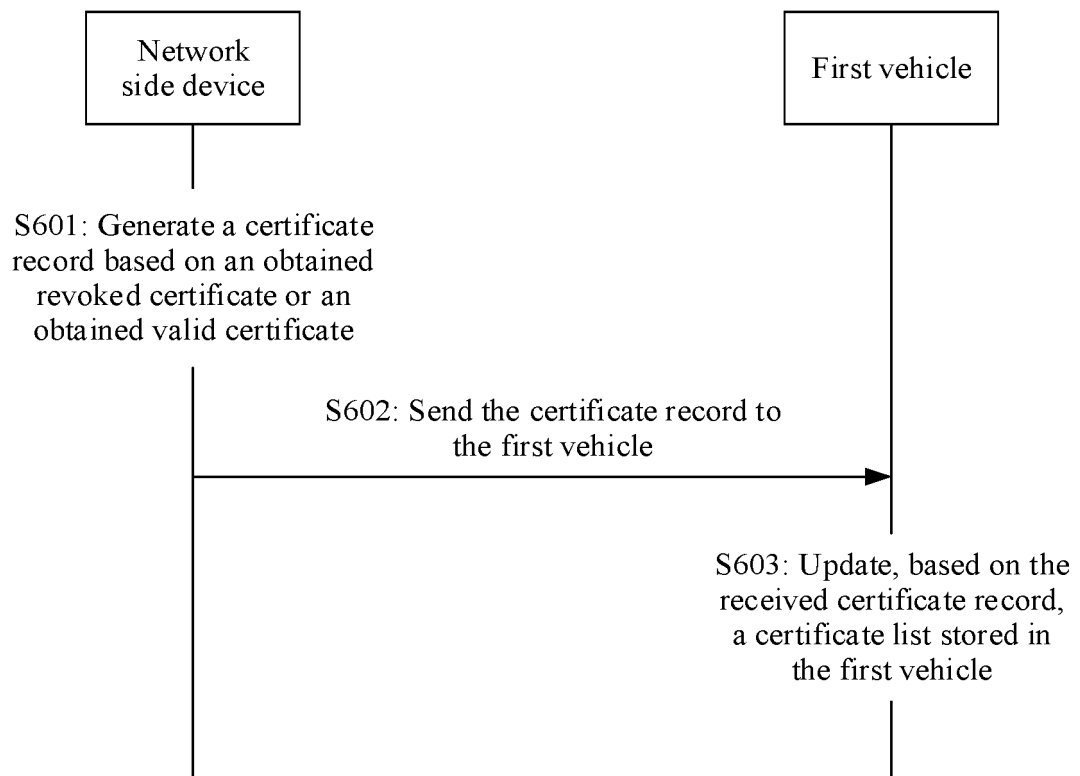 Network
side device
First vehicle
S601: Generate a certificate
record based on an obtained
revoked certificate or an
obtained valid certificate
S602: Send the certificate record to
the first vehicle
S603: Update, based on the
received certificate record,
a certificate list stored in
the first vehicle